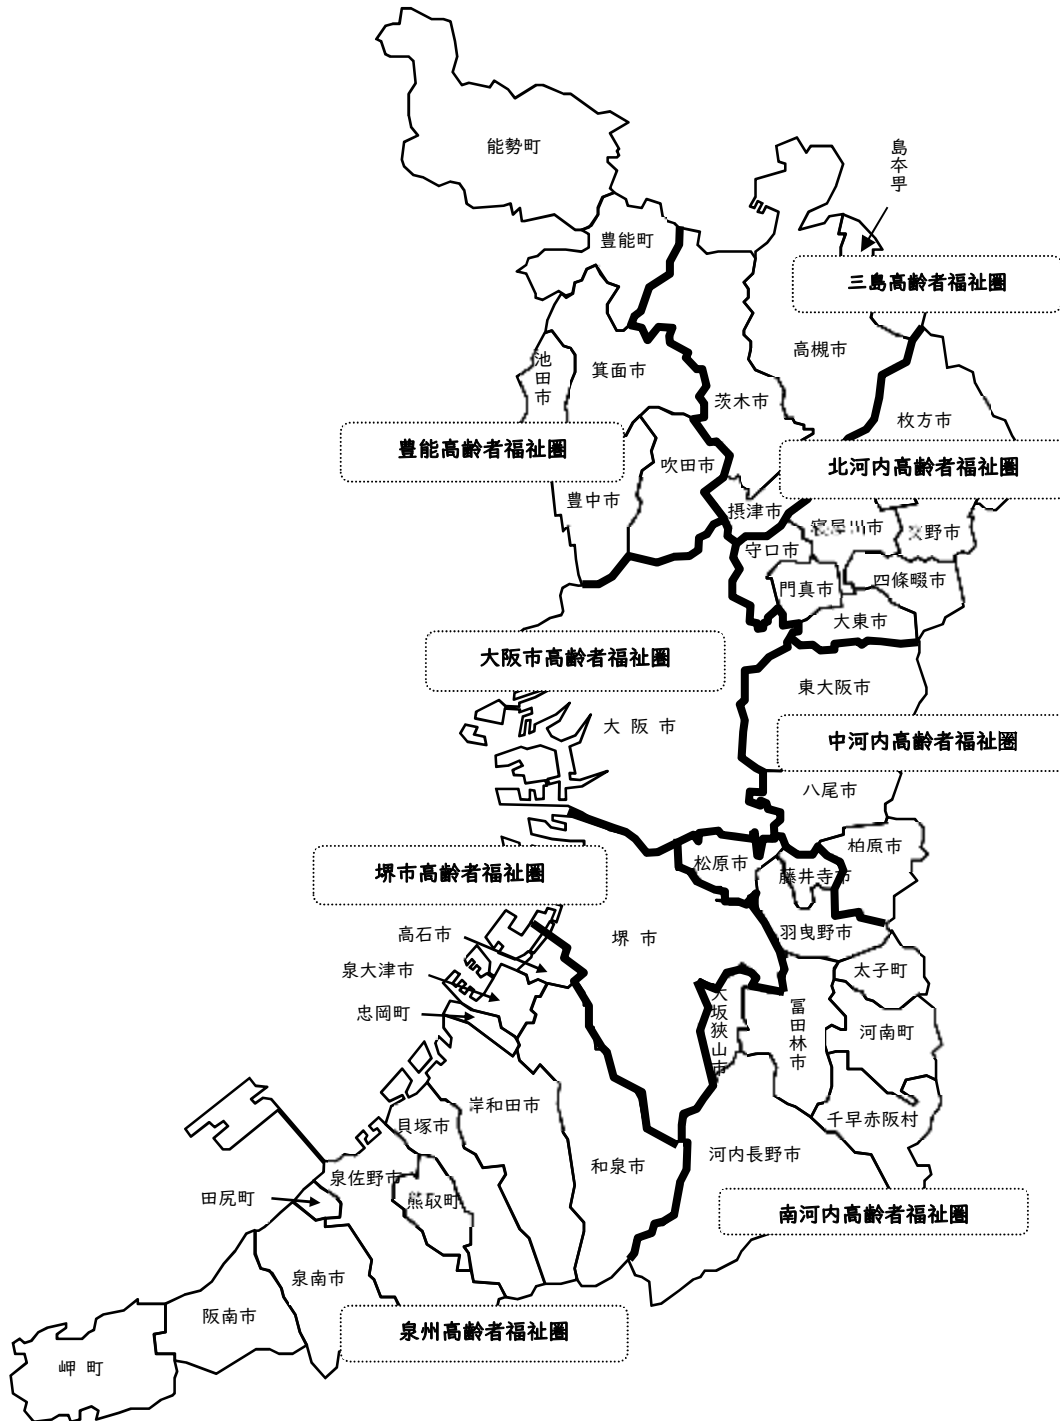 能勢町
島本町
豊能町
三島高齢者福祉圏
高槻市
池田市
箕面市
茨木市
枚方市
豊能高齢者福祉圏
吹田市
北河内高齢者福祉圏
豊中市
摂津市
寝屋川市
交野市
守口市
門真市
四條畷市
大東市
大阪市高齢者福祉圏
東大阪市
大 阪 市
中河内高齢者福祉圏
八尾市
柏原市
松原市
藤井寺市
堺市高齢者福祉圏
高石市
堺 市
羽曳野市
泉大津市
太子町
忠岡町
大坂狭山市
冨田林市
河南町
岸和田市
貝塚市
千早赤阪村
和泉市
河内長野市
泉佐野市
田尻町
熊取町
南河内高齢者福祉圏
泉南市
阪南市
泉州高齢者福祉圏
岬 町